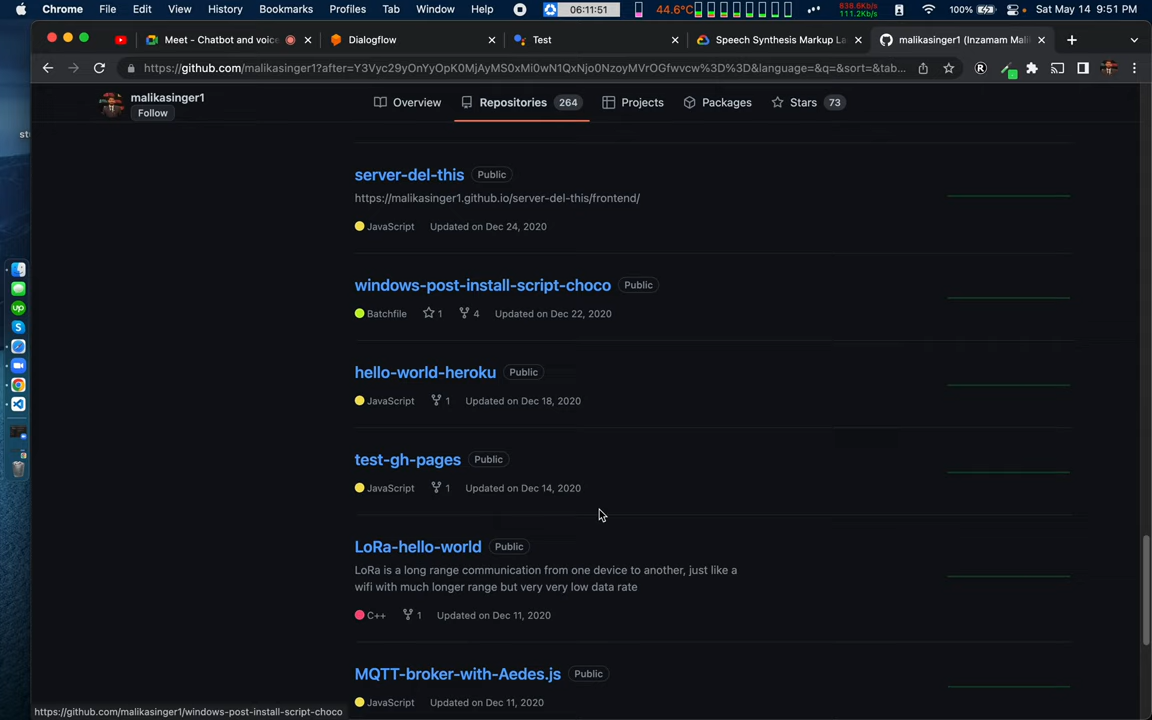 Chrome File Edit View History Bookmarks Profiles Tab Window Help 06:11:51 44.6°C 838.6K/s 111.2K/s 100% Sat May 14 9:51 PM
Meet - Chatbot and voice Dialogflow Test Speech Synthesis Markup La malikasinger1 (Inzamam Mali
https://github.com/malikasinger1?after=Y3Vyc29yOnYyOpK0MjAyMS0xMi0wN1QxNjo0NzoyMVrOGfwvcw%3D%3D&language=&q=&sort=&tab...
malikasinger1
Follow
Overview Repositories 264 Projects Packages Stars 73
server-del-this Public
https://malikasinger1.github.io/server-del-this/frontend/
JavaScript Updated on Dec 24, 2020
windows-post-install-script-choco Public
Batchfile 1 4 Updated on Dec 22, 2020
hello-world-heroku Public
JavaScript 1 Updated on Dec 18, 2020
test-gh-pages Public
JavaScript 1 Updated on Dec 14, 2020
LoRa-hello-world Public
LoRa is a long range communication from one device to another, just like a
wifi with much longer range but very very low data rate
C++ 1 Updated on Dec 11, 2020
MQTT-broker-with-Aedes.js Public
JavaScript Updated on Dec 11, 2020
https://github.com/malikasinger1/windows-post-install-script-choco